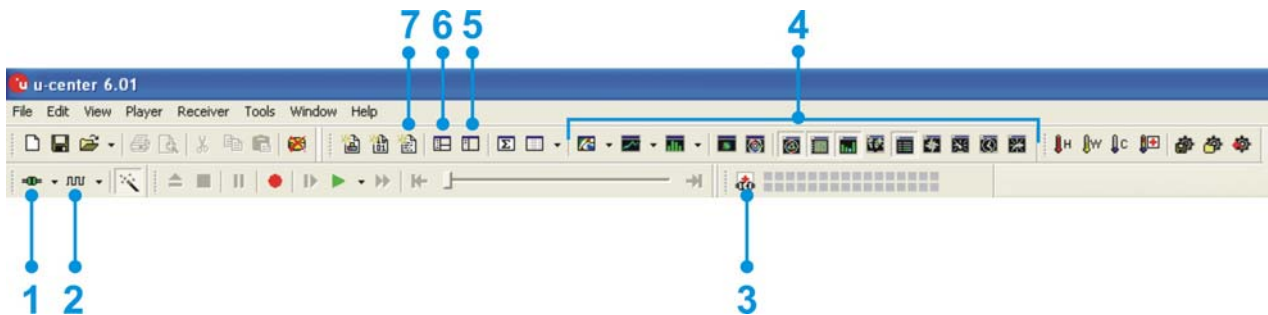 7 6 5 4
u u-center 6.01
File Edit View Player Receiver Tools Window Help
Σ H W C
1 2 3